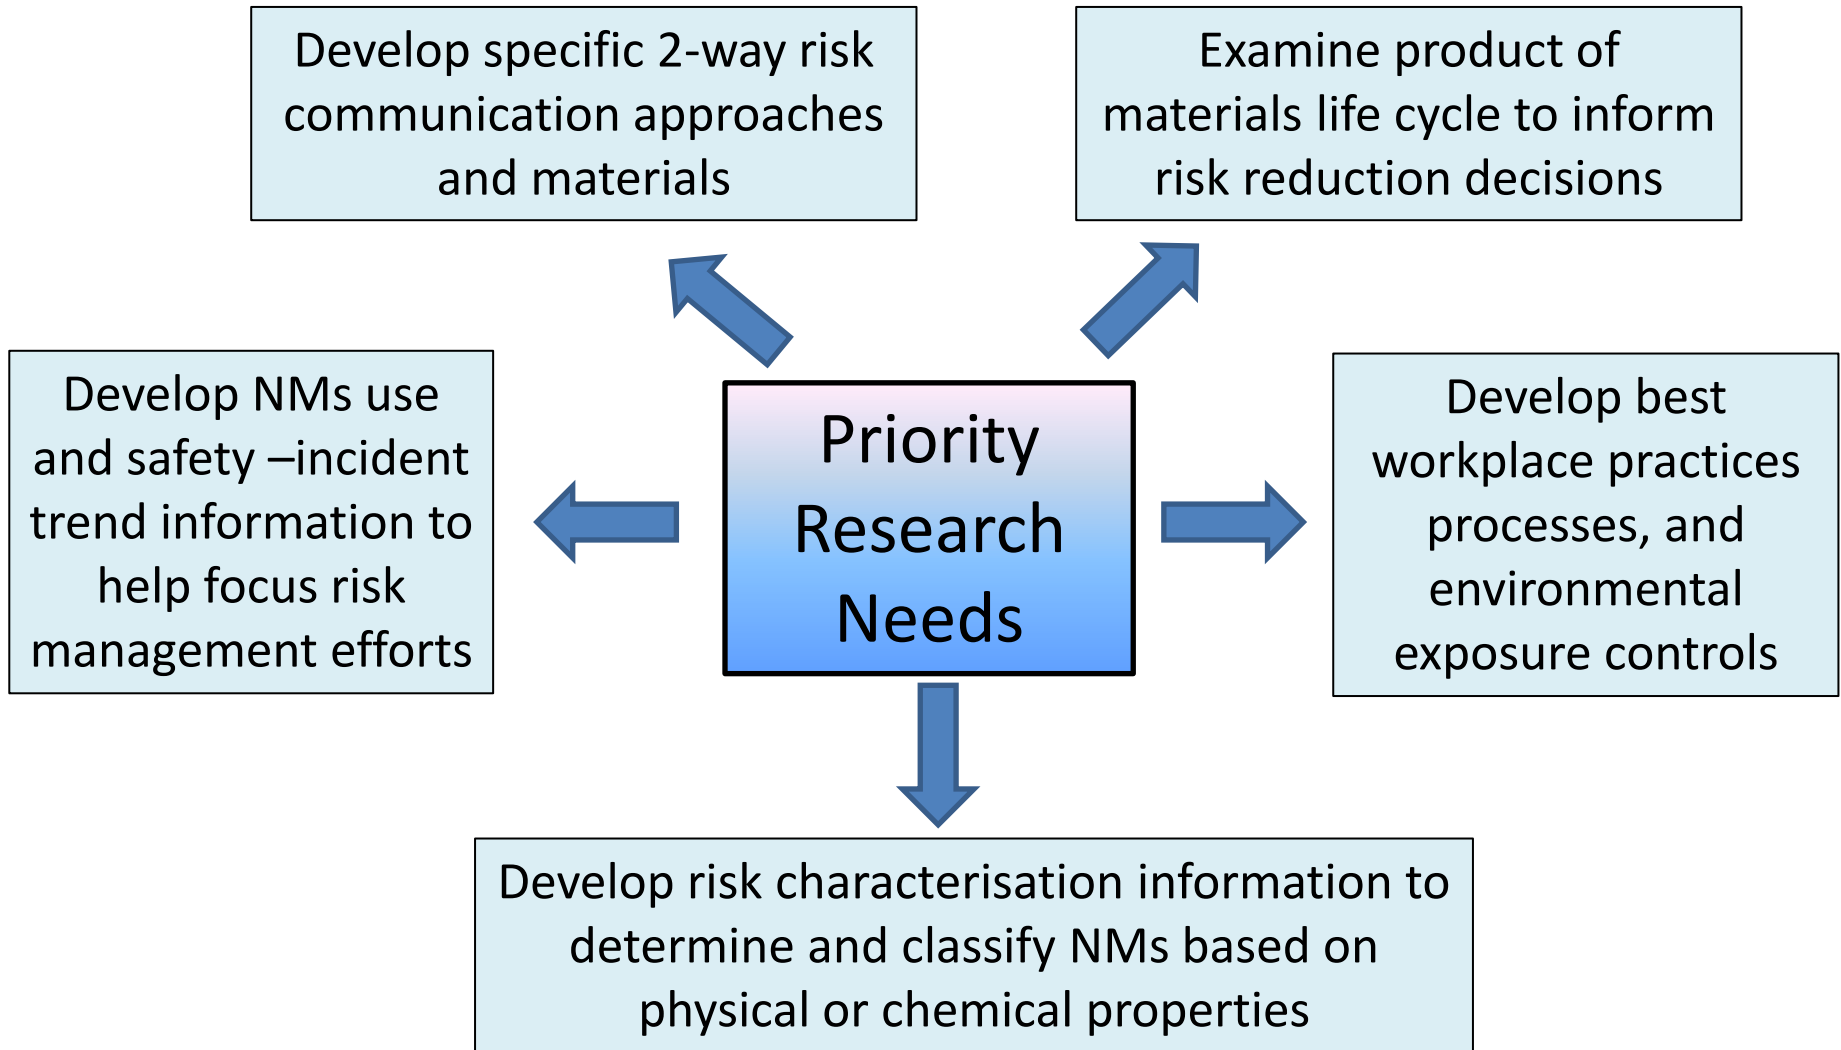 Develop specific 2-way risk
communication approaches
and materials
Examine product of
materials life cycle to inform
risk reduction decisions
Develop NMs use
and safety –incident
trend information to
help focus risk
management efforts
Priority
Research
Needs
Develop best
workplace practices
processes, and
environmental
exposure controls
Develop risk characterisation information to
determine and classify NMs based on
physical or chemical properties